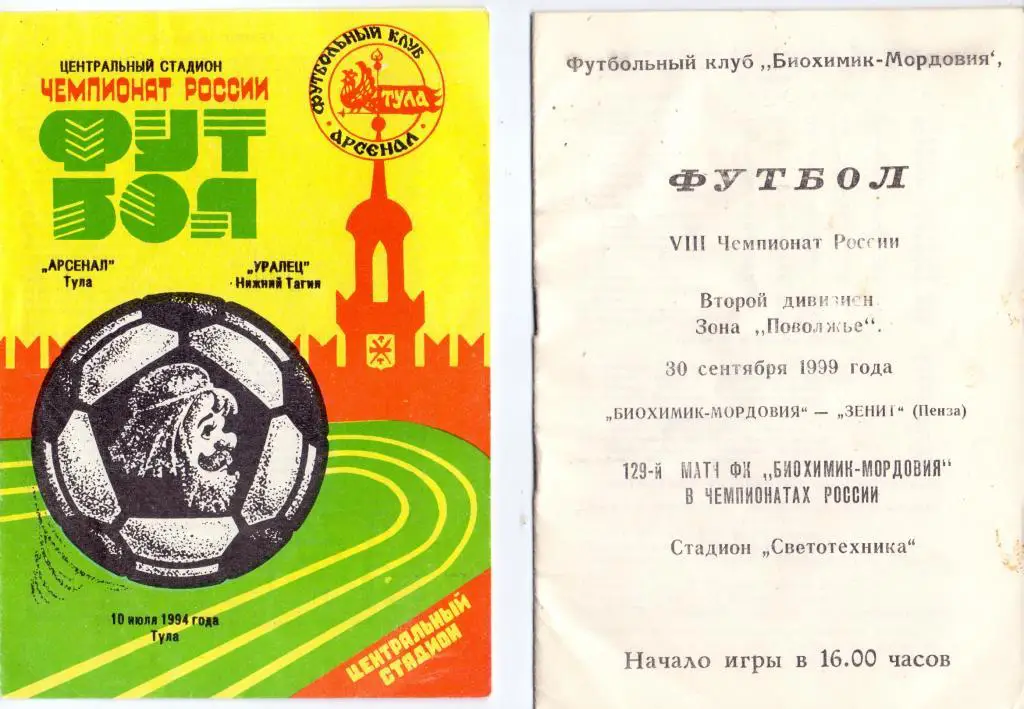 ЦЕНТРАЛЬНЫЙ СТАДИОН
ЧЕМПИОНАТ РОССИИ
ФУТ
БОЛ
ФУТБОЛЬНЫЙ КЛУБ
ТУЛА
АРСЕНАЛ
„АРСЕНАЛ"
Тула
„УРАЛЕЦ"
Нижний Тагил
10 июля 1994 года
Тула
ЦЕНТРАЛЬНЫЙ
СТАДИОН
Футбольный клуб „Биохимик-Мордовия‘,
ФУТБОЛ
VIII Чемпионат России
Второй дивизиен
Зона „Поволжье“.
30 сентября 1999 года
„БИОХИМИК-МОРДОВИЯ“ — „ЗЕНИТ“ (Пенза)
129-й МАТЧ ФК „БИОХИМИК-МОРДОВИЯ“
В ЧЕМПИОНАТАХ РОССИИ
Стадион „Светотехника“
Начало игры в 16.00 часов